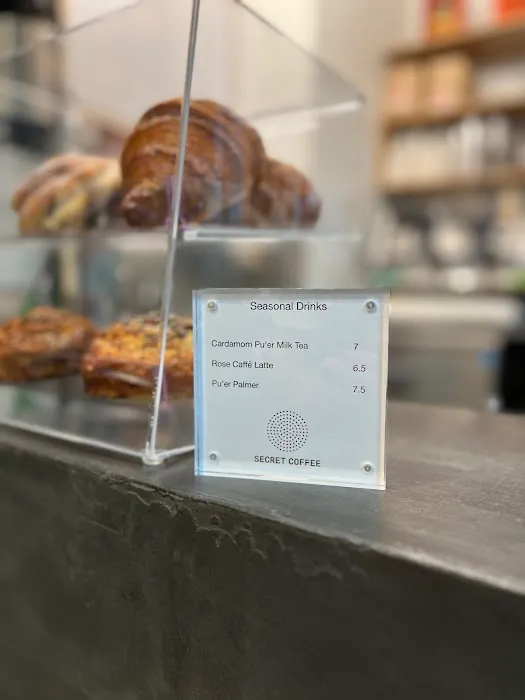 Seasonal Drinks
Cardamom Pu'er Milk Tea 7
Rose Caffé Latte 6.5
Pu'er Palmer 7.5
SECRET COFFEE